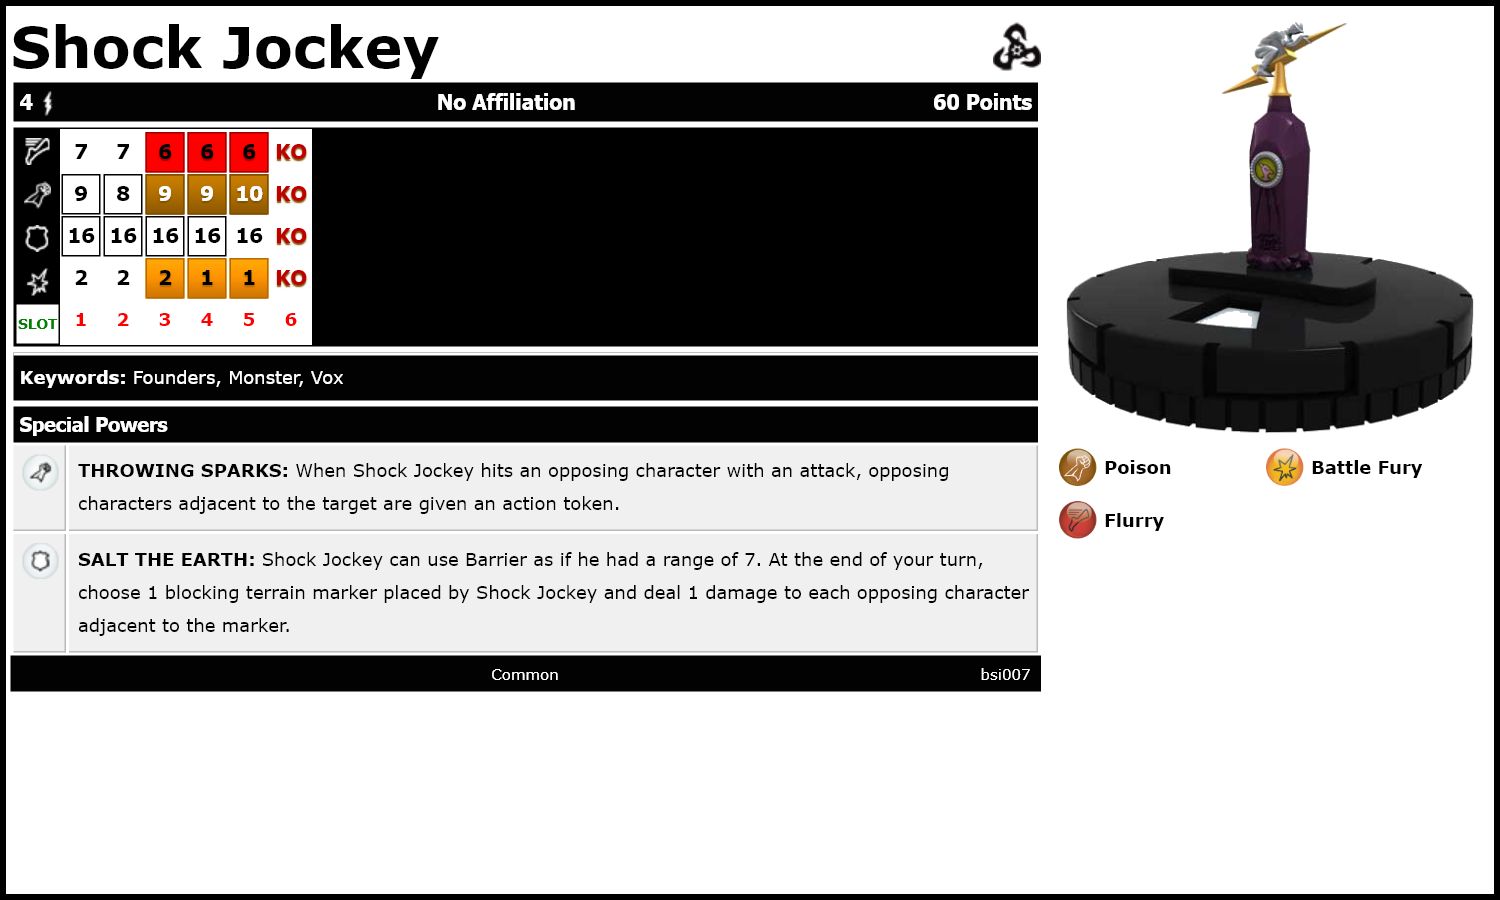 Shock Jockey
4 No Affiliation 60 Points
7 7 6 6 6 KO
9 8 9 9 10 KO
16 16 16 16 16 KO
2 2 2 1 1 KO
SLOT 1 2 3 4 5 6
Keywords: Founders, Monster, Vox
Special Powers
THROWING SPARKS: When Shock Jockey hits an opposing character with an attack, opposing
characters adjacent to the target are given an action token.
SALT THE EARTH: Shock Jockey can use Barrier as if he had a range of 7. At the end of your turn,
choose 1 blocking terrain marker placed by Shock Jockey and deal 1 damage to each opposing character
adjacent to the marker.
Common bsi007
Poison Battle Fury
Flurry